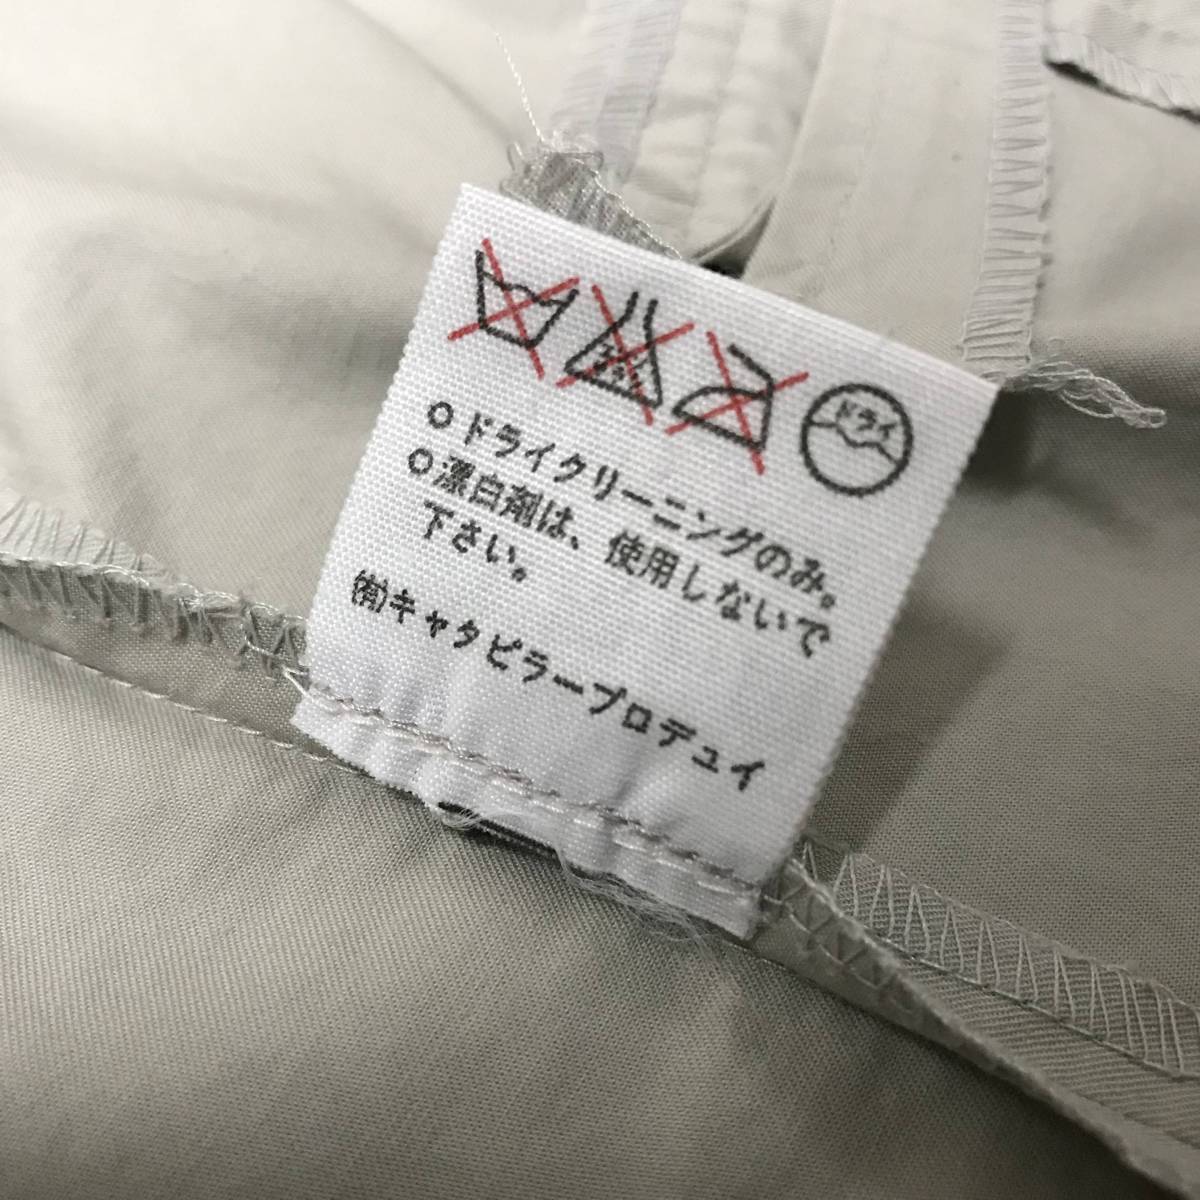 ドライ
○ドライクリーニングのみ。
○漂白剤は、使用しないで
下さい。
㈲キャタピラープロデュイ